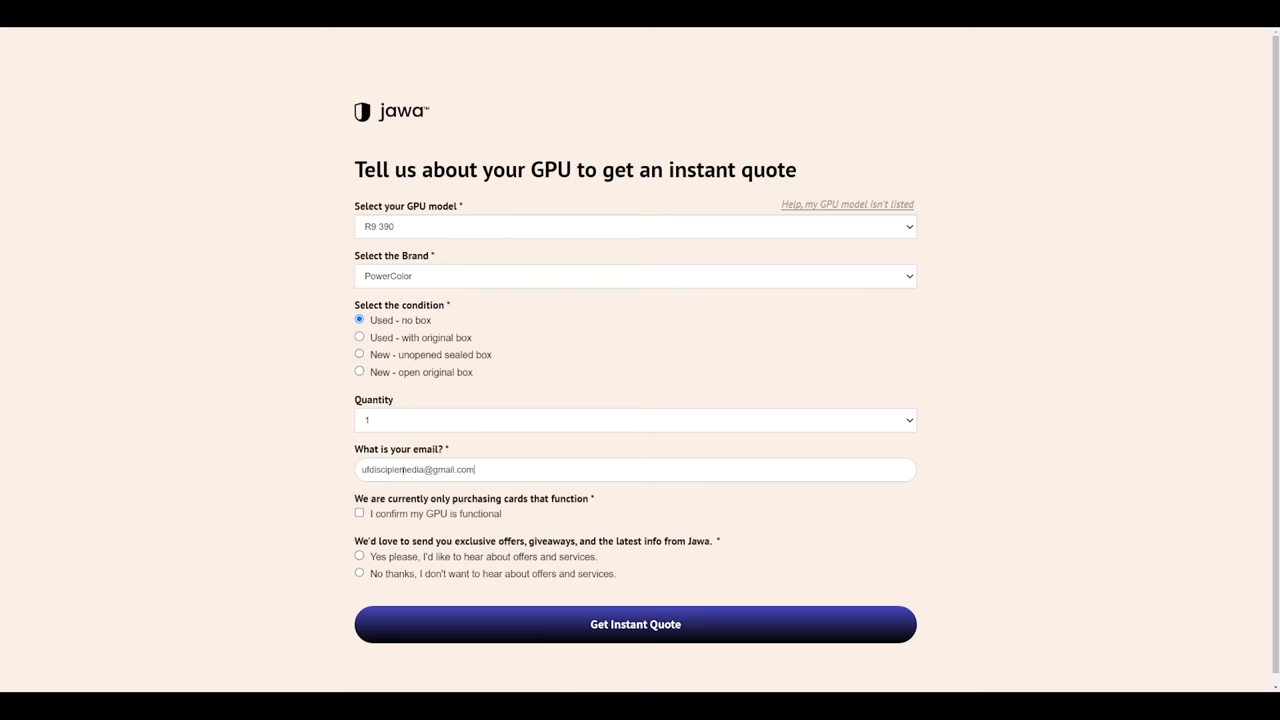 jawa™
Tell us about your GPU to get an instant quote
Select your GPU model *
Help, my GPU model isn't listed
R9 390
Select the Brand *
PowerColor
Select the condition *
Used - no box
Used - with original box
New - unopened sealed box
New - open original box
Quantity
1
What is your email? *
ufdisciplemedia@gmail.com
We are currently only purchasing cards that function *
I confirm my GPU is functional
We'd love to send you exclusive offers, giveaways, and the latest info from Jawa. *
Yes please, I'd like to hear about offers and services.
No thanks, I don't want to hear about offers and services.
Get Instant Quote